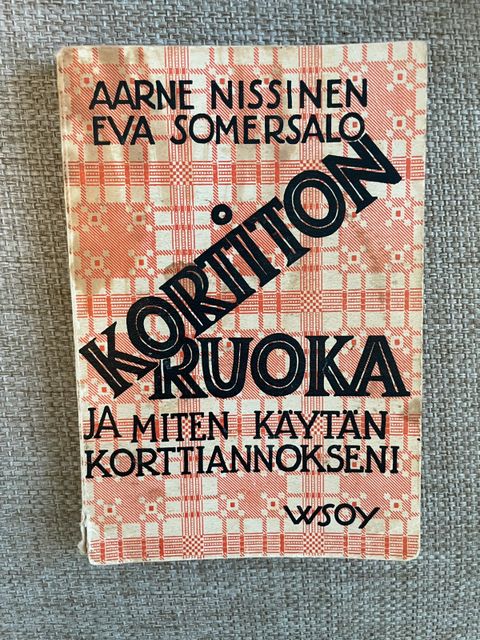 AARNE NISSINEN
EVA SOMERSALO
KORTITON
RUOKA
JA MITEN KÄYTÄN
KORTTIANNOKSENI
WSOY